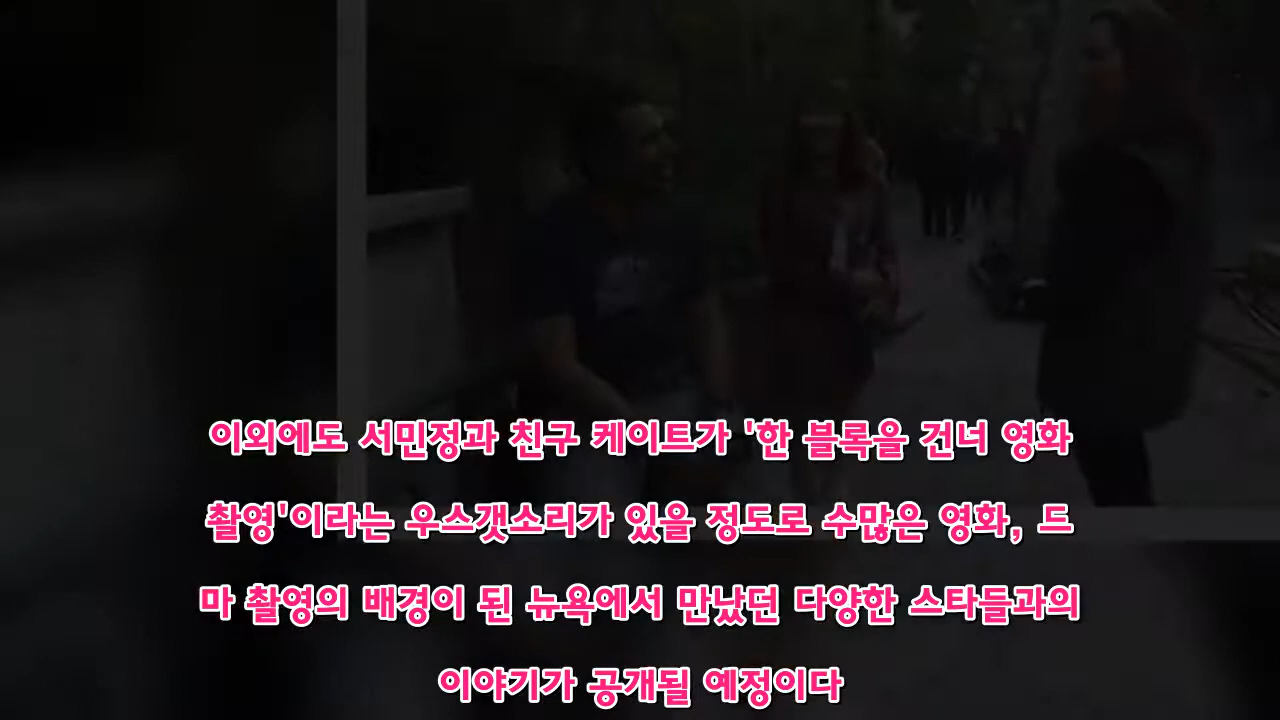 이외에도 서민정과 친구 케이트가 '한 블록을 건너 영화
촬영'이라는 우스갯소리가 있을 정도로 수많은 영화, 드
마 촬영의 배경이 된 뉴욕에서 만났던 다양한 스타들과의
이야기가 공개될 예정이다